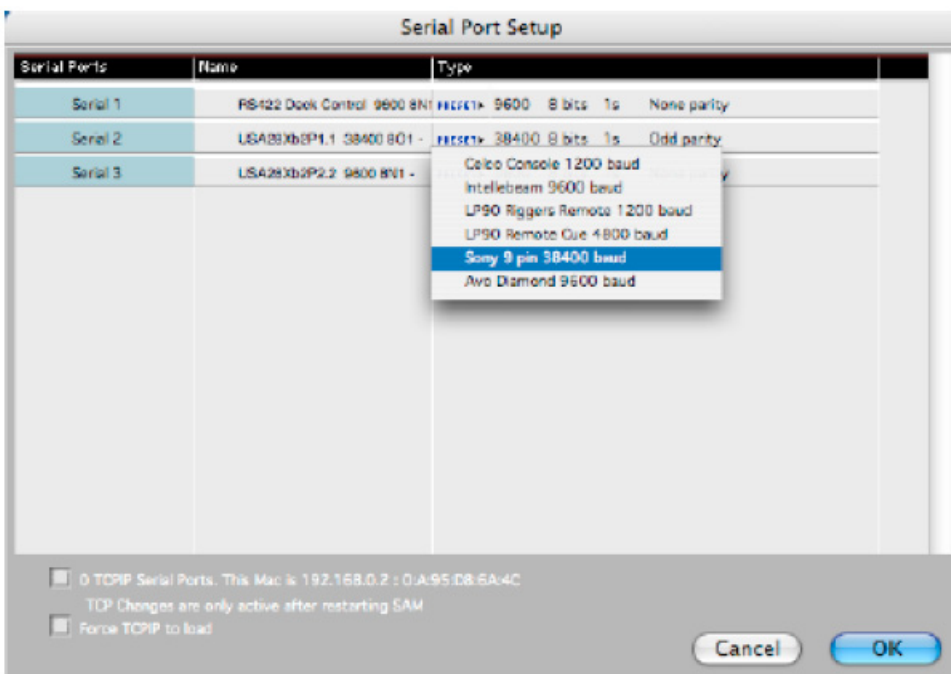 Serial Port Setup
Serial Ports Name Type
Serial 1 RS422 Deck Control 9600 8N1 PRESET 9600 8 bits 1s None parity
Serial 2 USA28Xb2P1.1 38400 8O1 - PRESET 38400 8 bits 1s Odd parity
Serial 3 USA28Xb2P2.2 9600 8N1 -
Celco Console 1200 baud
Intellebeam 9600 baud
LP90 Riggers Remote 1200 baud
LP90 Remote Cue 4800 baud
Sony 9 pin 38400 baud
Avo Diamond 9600 baud
0 TCPIP Serial Ports. This Mac is 192.168.0.2 : 0:A:95:D8:6A:4C
TCP Changes are only active after restarting SAM
Force TCPIP to load
Cancel OK